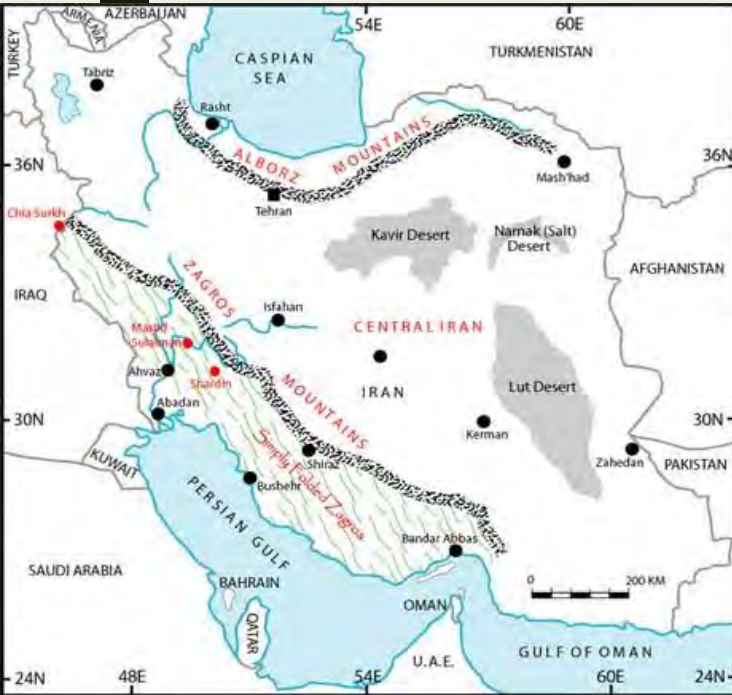 54E
60E
AZERBAIJAN
ARMENIA
TURKEY
CASPIAN
SEA
TURKMENISTAN
Tabriz
Rasht
ALBORZ MOUNTAINS
36N
36N
Mash'had
Tehran
Chia Surkh
Kavir Desert
Namak (Salt)
Desert
AFGHANISTAN
ZAGROS MOUNTAINS
IRAQ
Isfahan
CENTRAL IRAN
Masjid-
Sulaiman
Shardin
Ahvaz
IRAN
Lut Desert
Abadan
30N
30N
Kerman
Shiraz
Zahedan
PAKISTAN
KUWAIT
Simply Folded Zagros
Bushehr
PERSIAN GULF
Bandar Abbas
SAUDI ARABIA
BAHRAIN
0 200 KM
OMAN
QATAR
GULF OF OMAN
U.A.E.
24N
48E
54E
60E
24N